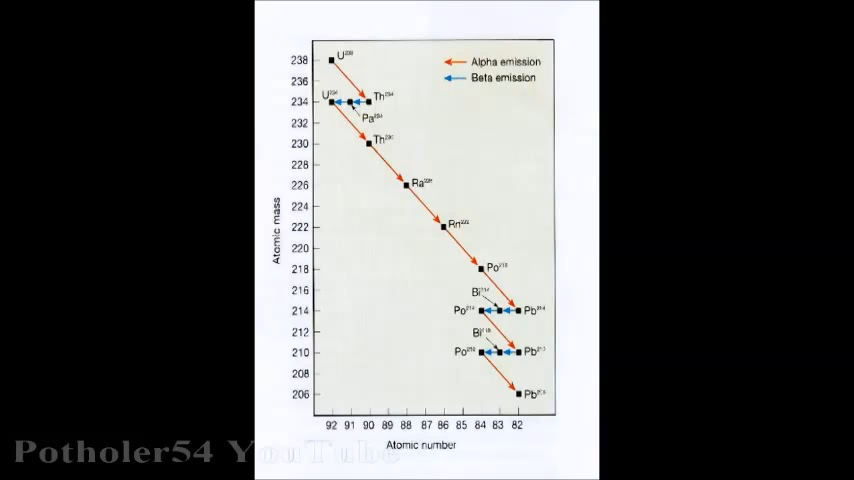 238
236
234
232
230
228
226
224
222
220
218
216
214
212
210
208
206
Atomic mass
U²³⁸
Alpha emission
Beta emission
U²³⁴
Th²³⁴
Pa²³⁴
Th²³⁰
Ra²²⁶
Rn²²²
Po²¹⁸
Bi²¹⁴
Po²¹⁴
Pb²¹⁴
Bi²¹⁰
Po²¹⁰
Pb²¹⁰
Pb²⁰⁶
92 91 90 89 88 87 86 85 84 83 82
Atomic number
Potholer54 YouTube